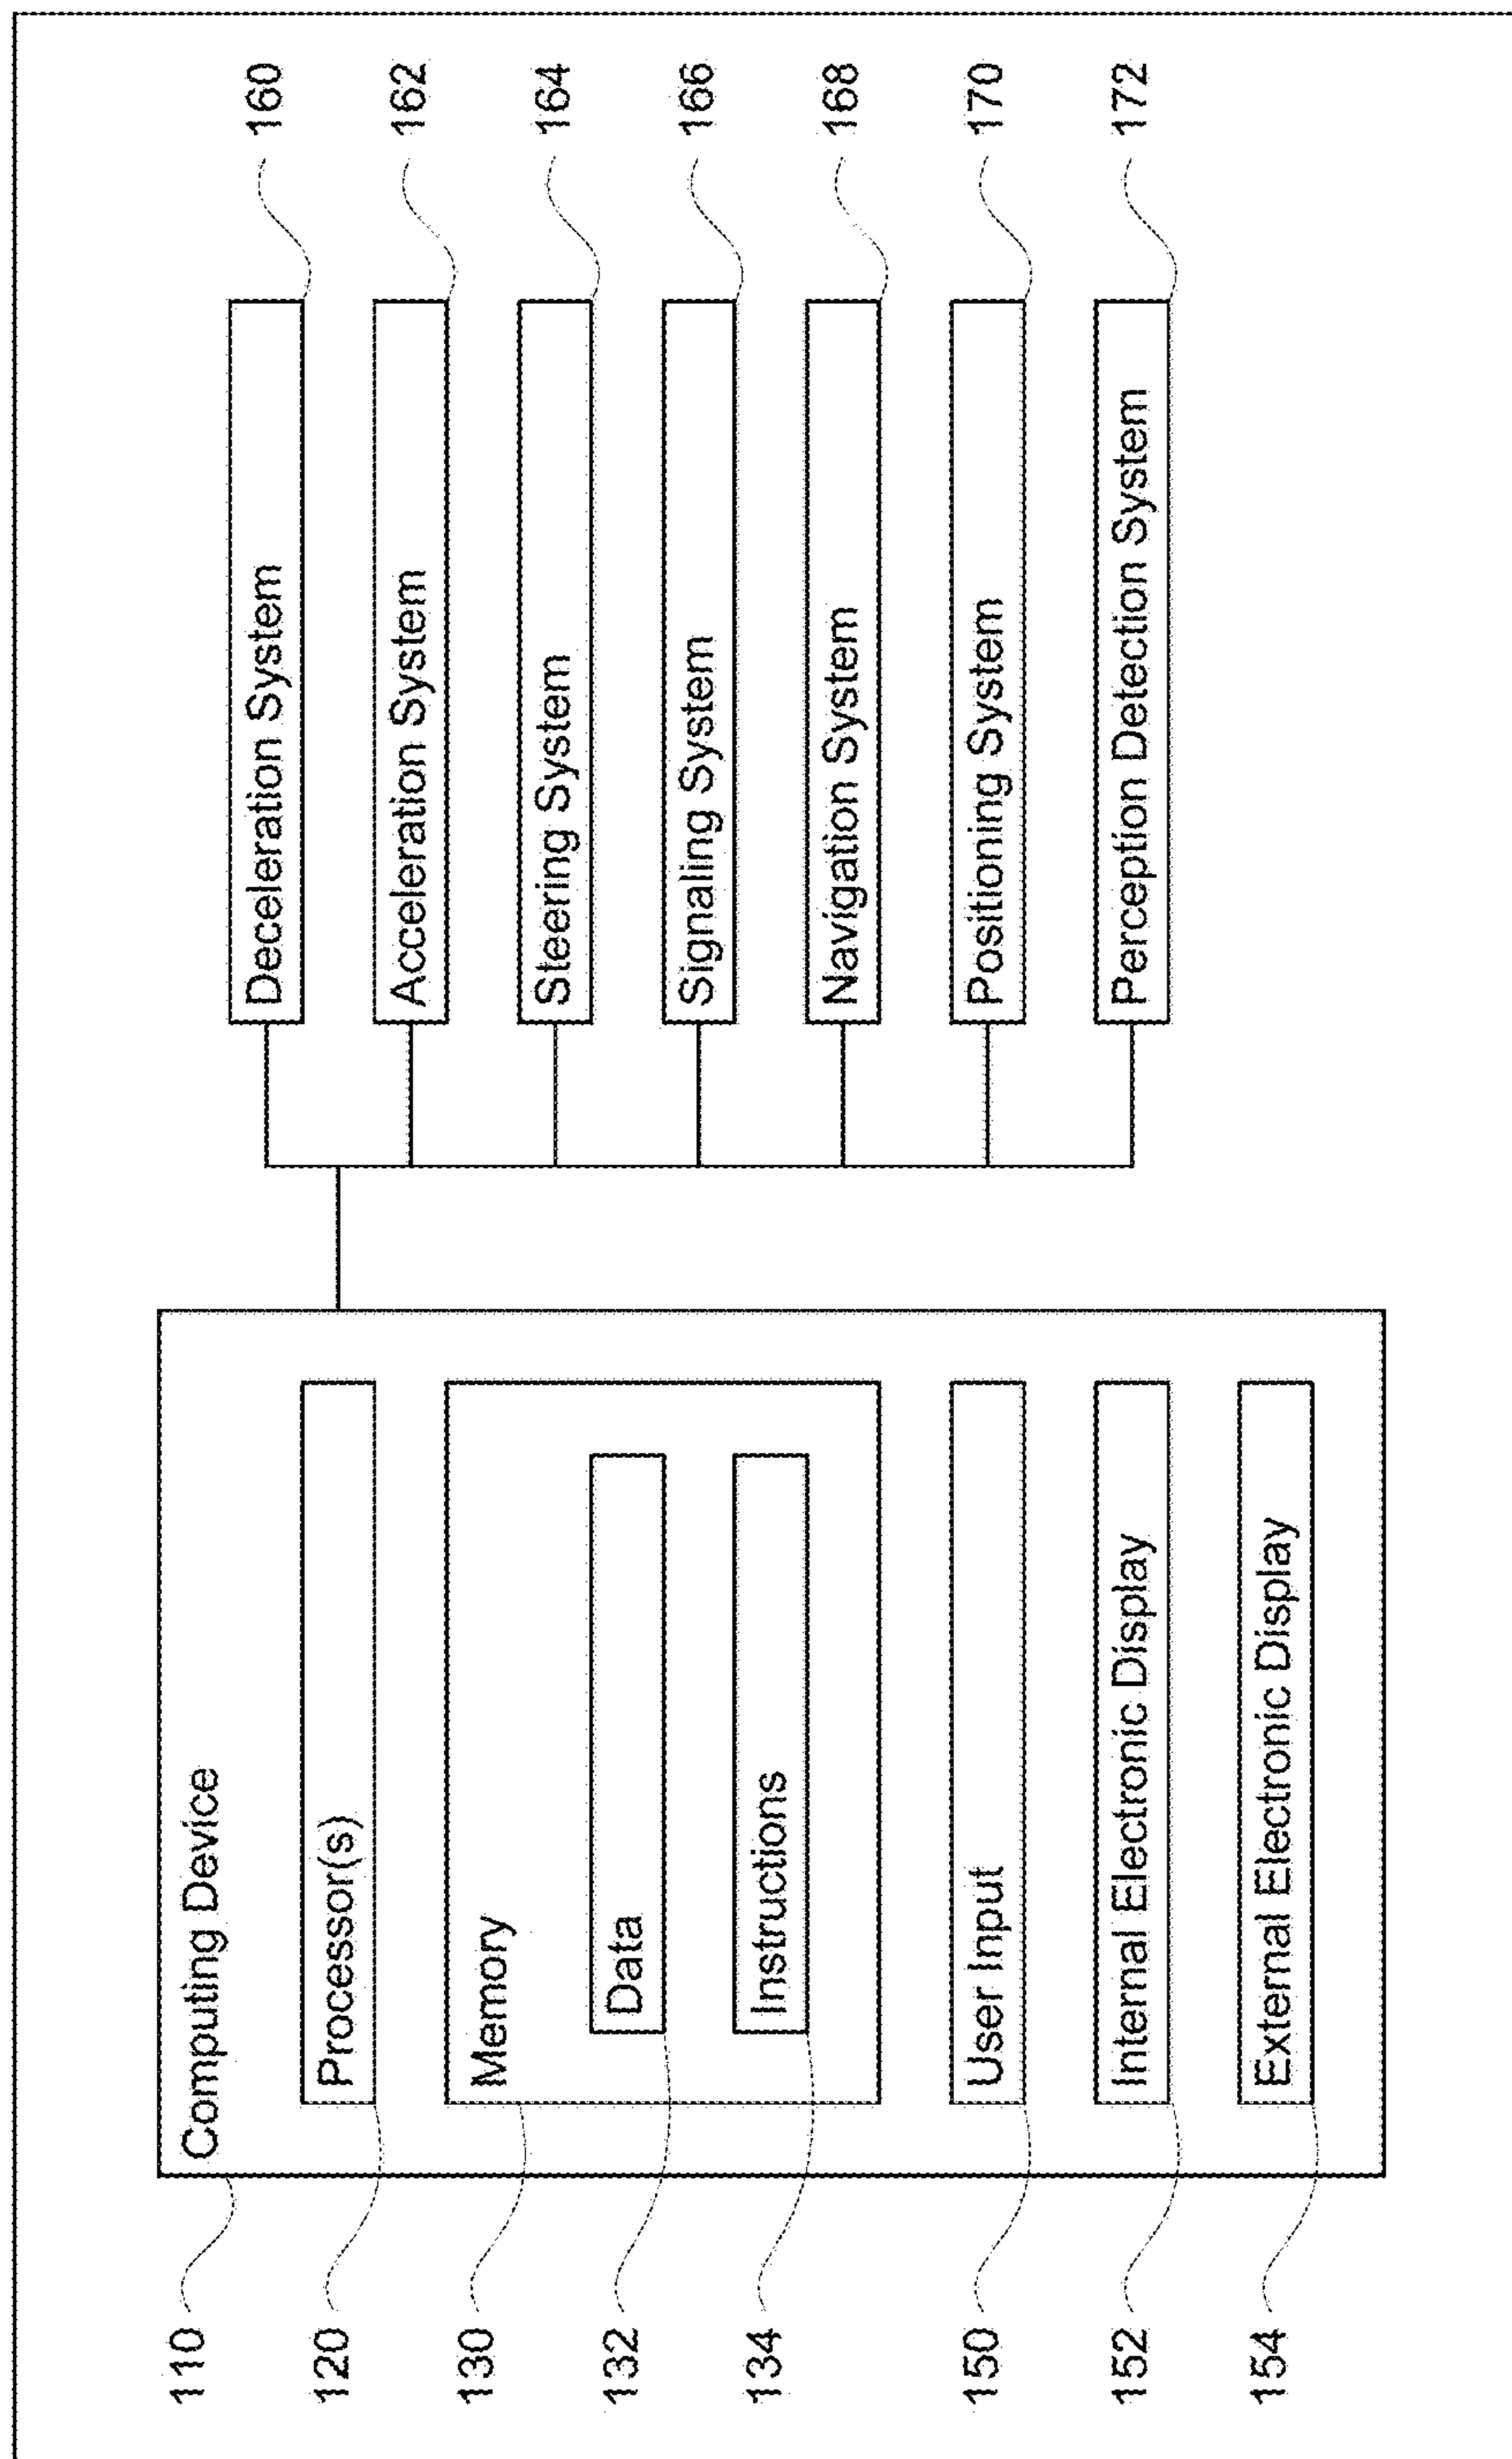 110
Computing Device
120
Processor(s)
130
Memory
132
Data
134
Instructions
150
User Input
152
Internal Electronic Display
154
External Electronic Display
Deceleration System
160
Acceleration System
162
Steering System
164
Signaling System
166
Navigation System
168
Positioning System
170
Perception Detection System
172